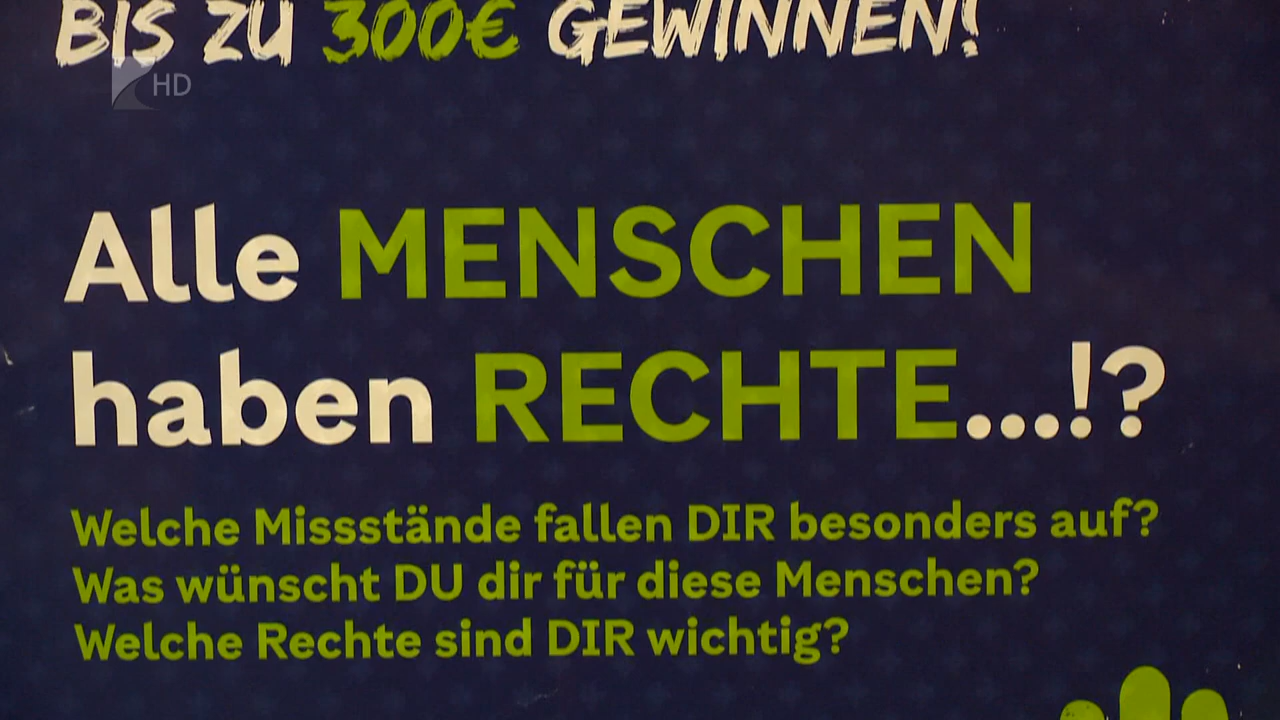 BIS ZU 300€ GEWINNEN!
HD
Alle MENSCHEN
haben RECHTE...!?
Welche Missstände fallen DIR besonders auf?
Was wünscht DU dir für diese Menschen?
Welche Rechte sind DIR wichtig?